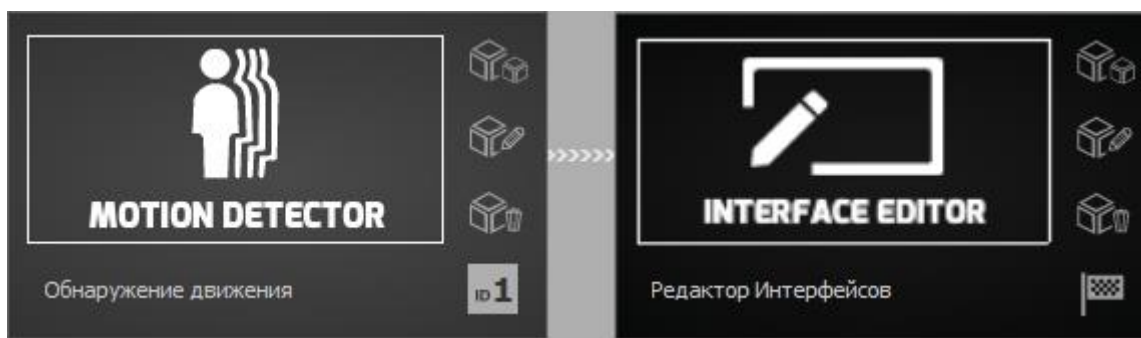 MOTION DETECTOR
Обнаружение движения
ID 1
INTERFACE EDITOR
Редактор Интерфейсов